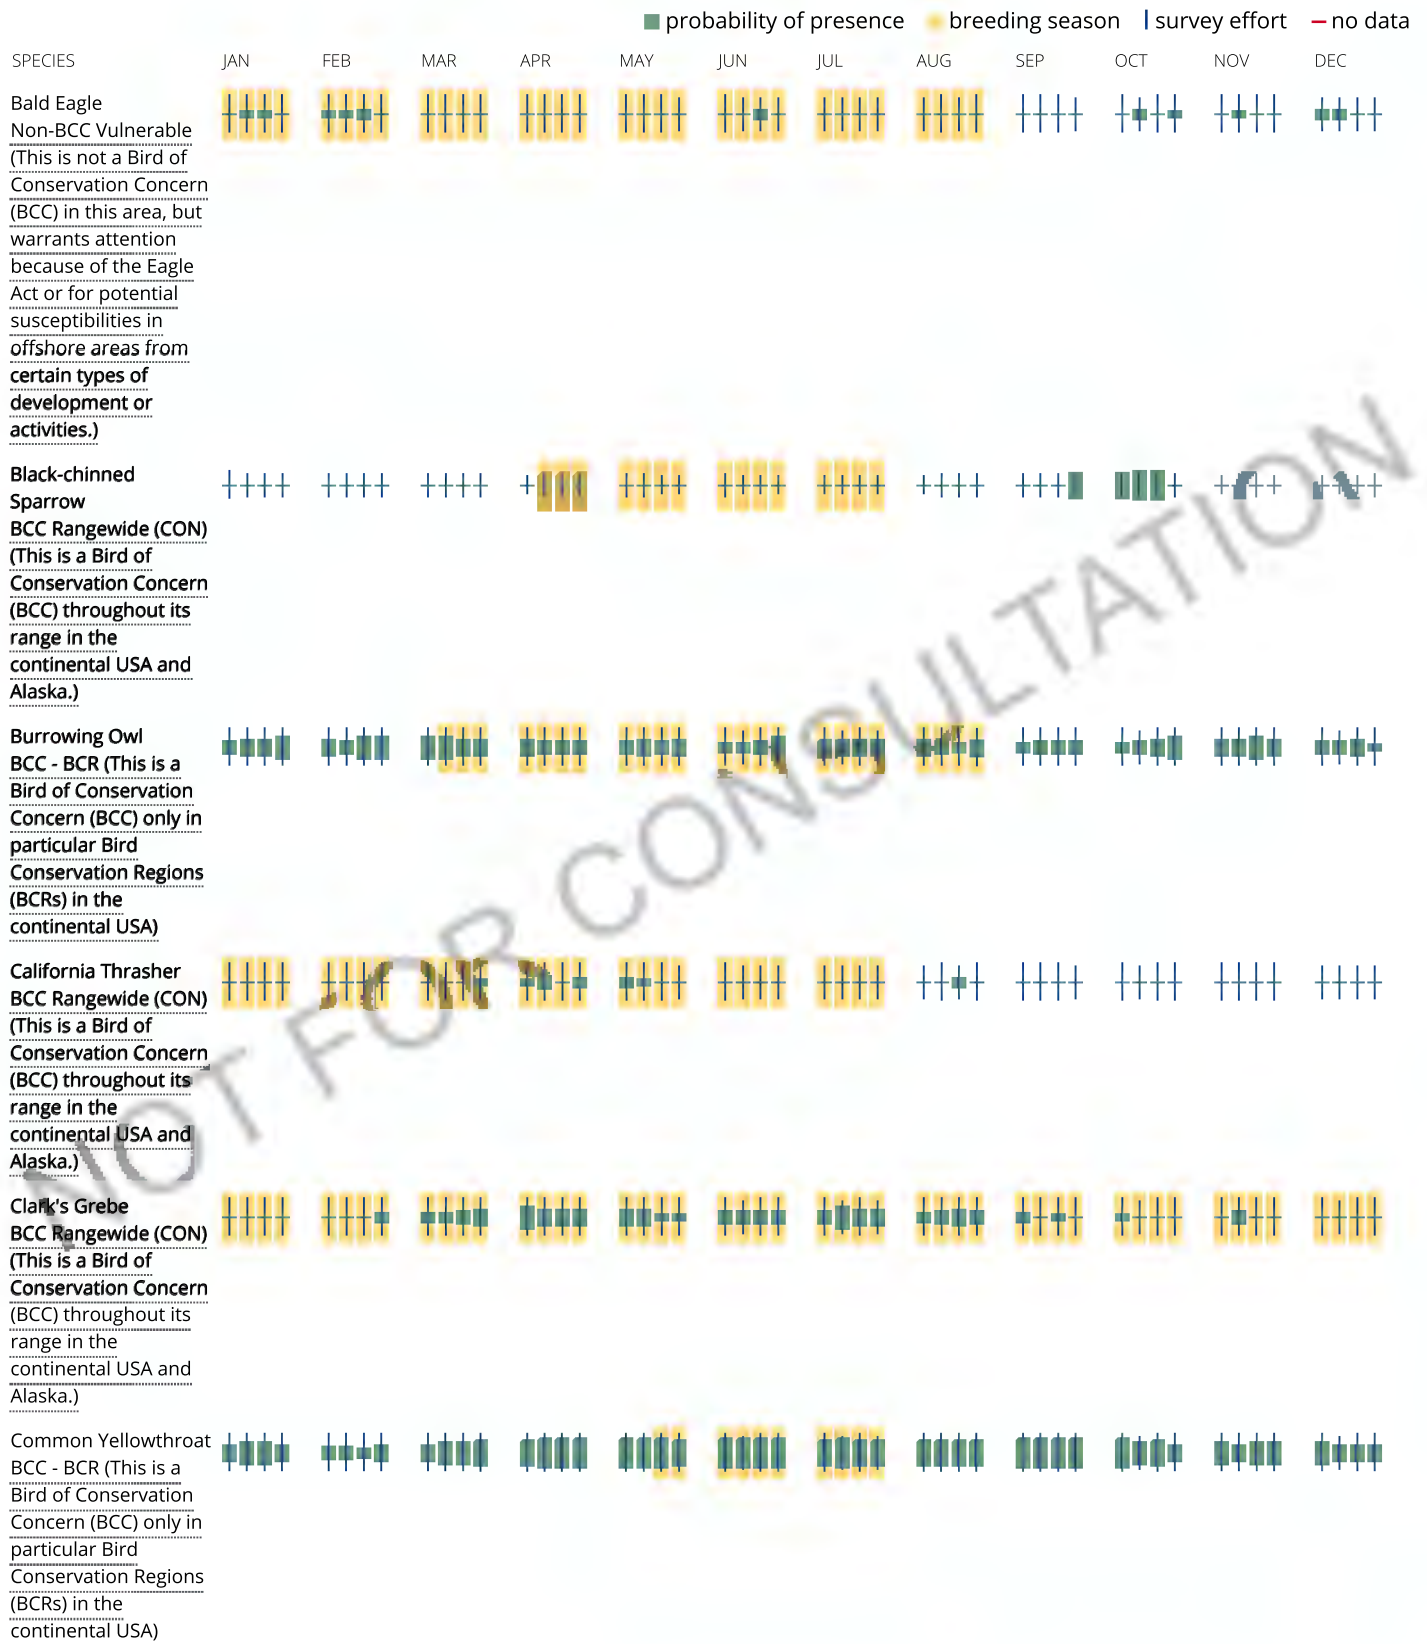 probability of presence breeding season survey effort no data
SPECIES JAN FEB MAR APR MAY JUN JUL AUG SEP OCT NOV DEC
Bald Eagle
Non-BCC Vulnerable
(This is not a Bird of
Conservation Concern
(BCC) in this area, but
warrants attention
because of the Eagle
Act or for potential
susceptibilities in
offshore areas from
certain types of
development or
activities.)
Black-chinned
Sparrow
BCC Rangewide (CON)
(This is a Bird of
Conservation Concern
(BCC) throughout its
range in the
continental USA and
Alaska.)
Burrowing Owl
BCC - BCR (This is a
Bird of Conservation
Concern (BCC) only in
particular Bird
Conservation Regions
(BCRs) in the
continental USA)
California Thrasher
BCC Rangewide (CON)
(This is a Bird of
Conservation Concern
(BCC) throughout its
range in the
continental USA and
Alaska.)
Clark's Grebe
BCC Rangewide (CON)
(This is a Bird of
Conservation Concern
(BCC) throughout its
range in the
continental USA and
Alaska.)
Common Yellowthroat
BCC - BCR (This is a
Bird of Conservation
Concern (BCC) only in
particular Bird
Conservation Regions
(BCRs) in the
continental USA)
NOT FOR CONSULTATION